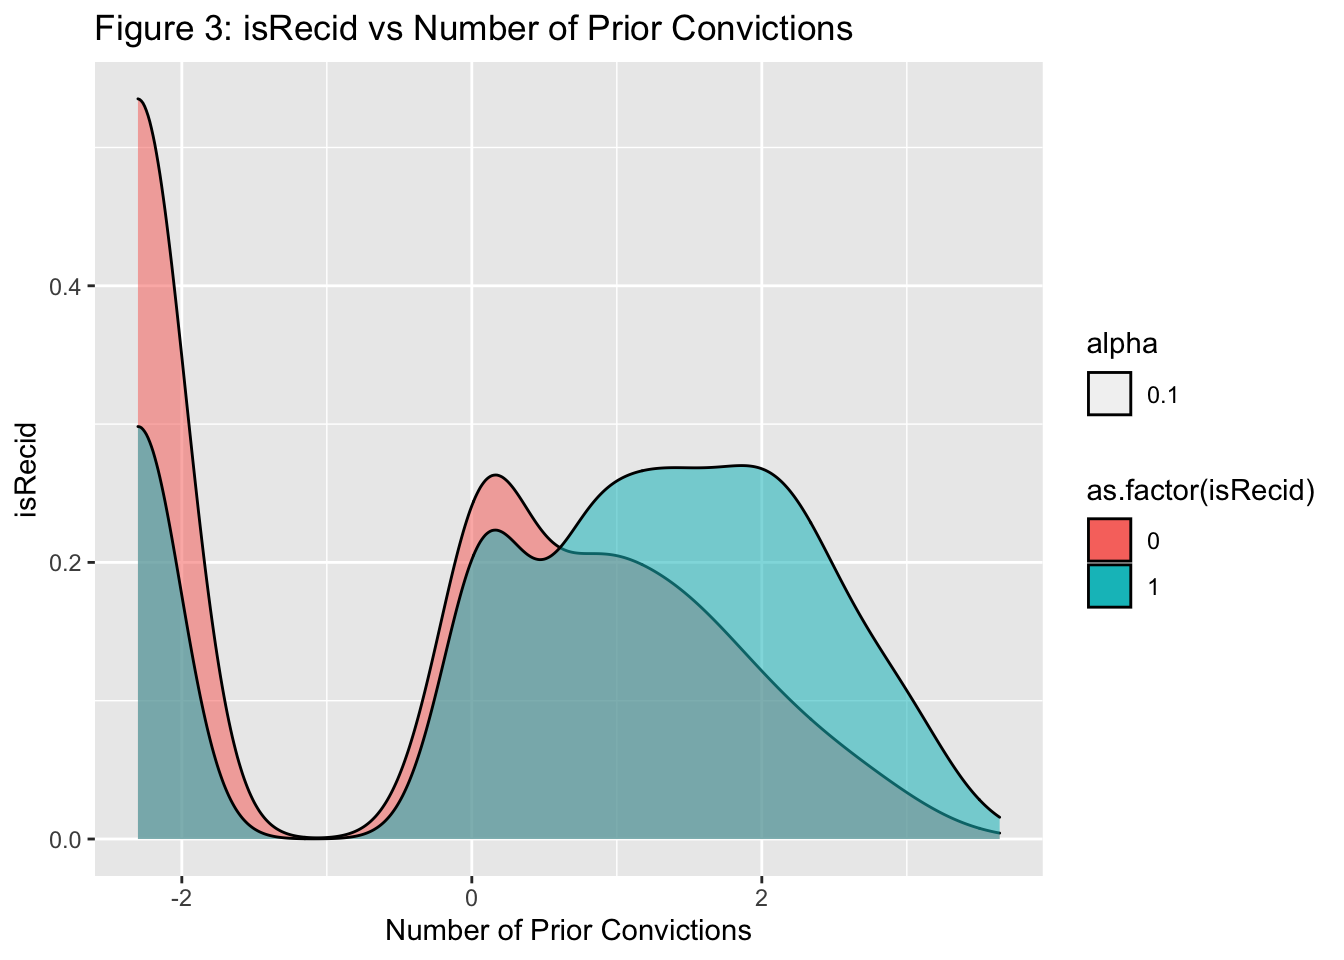 Figure 3: isRecid vs Number of Prior Convictions
isRecid
0.4
0.2
0.0
-2
0
2
Number of Prior Convictions
alpha
0.1
as.factor(isRecid)
0
1